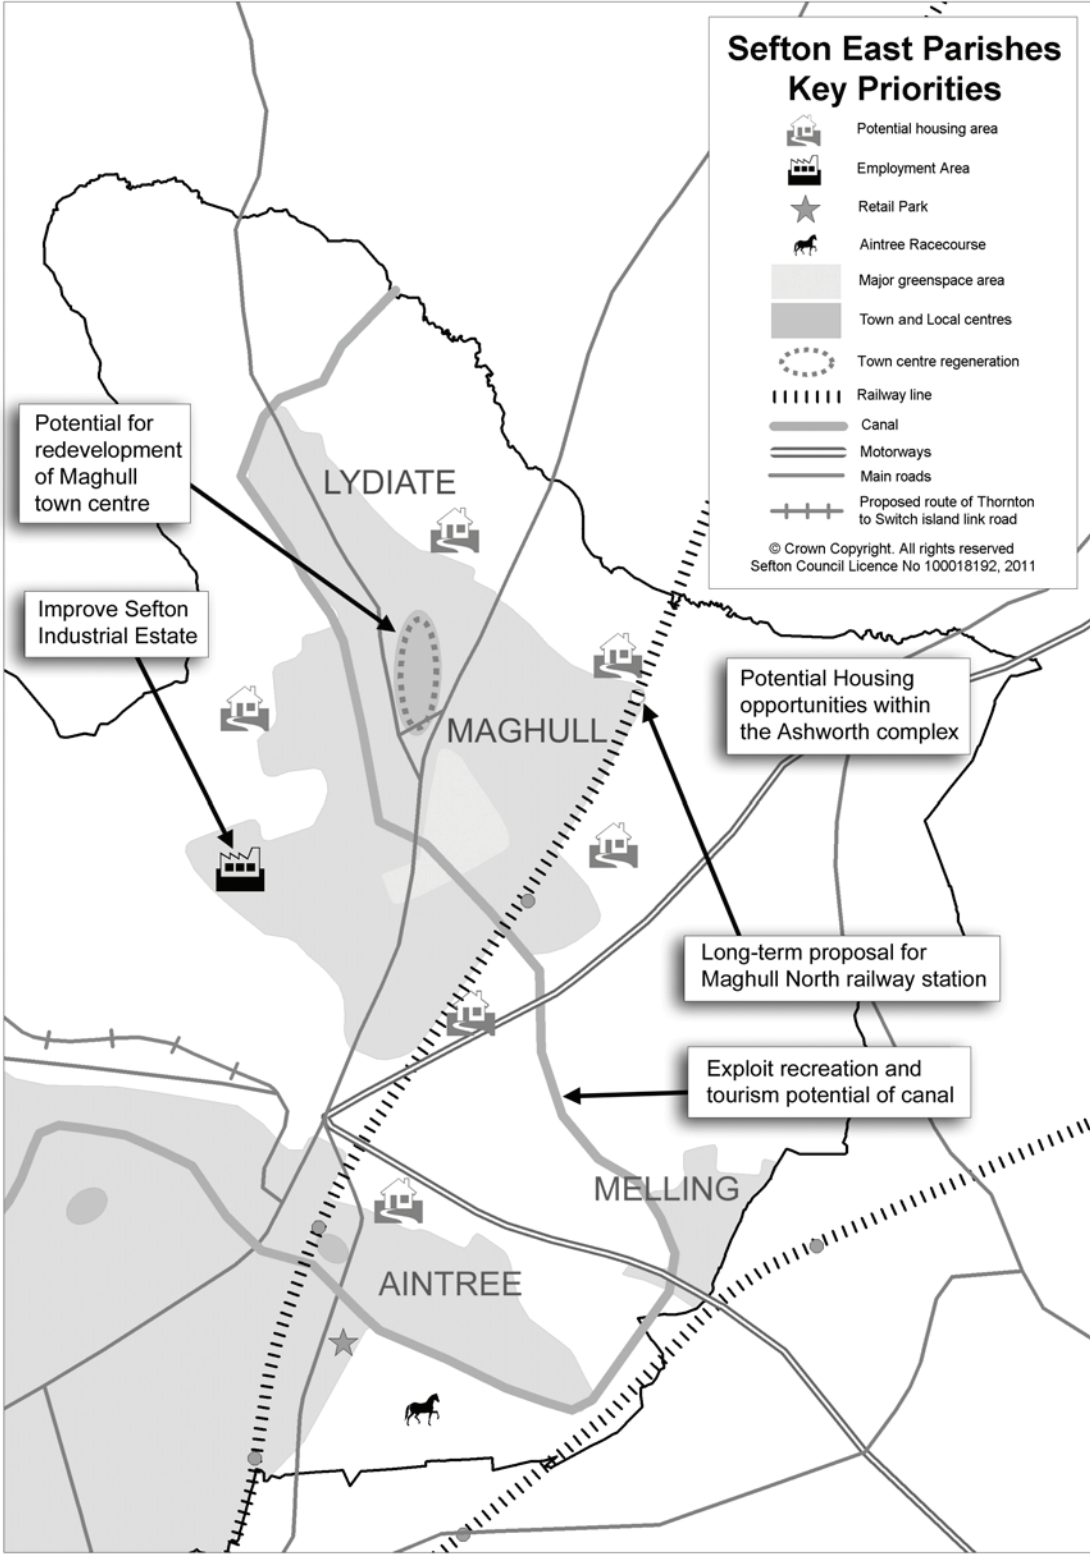 Sefton East Parishes
Key Priorities
Potential housing area
Employment Area
Retail Park
Aintree Racecourse
Major greenspace area
Town and Local centres
Town centre regeneration
Railway line
Canal
Motorways
Main roads
Proposed route of Thornton
to Switch island link road
© Crown Copyright. All rights reserved
Sefton Council Licence No 100018192, 2011
Potential for
redevelopment
of Maghull
town centre
LYDIATE
Improve Sefton
Industrial Estate
MAGHULL
Potential Housing
opportunities within
the Ashworth complex
Long-term proposal for
Maghull North railway station
Exploit recreation and
tourism potential of canal
MELLING
AINTREE